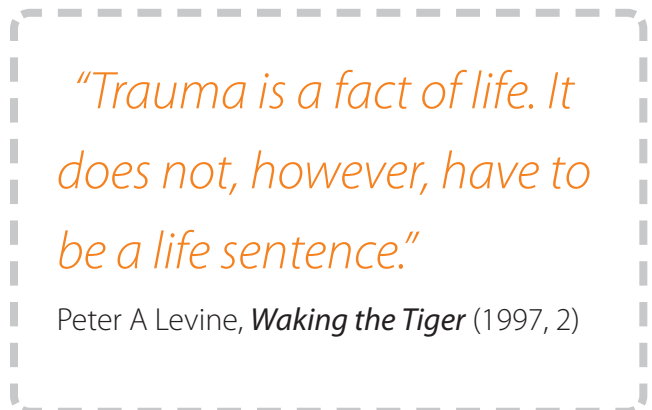 “Trauma is a fact of life. It
does not, however, have to
be a life sentence.”
Peter A Levine, Waking the Tiger (1997, 2)